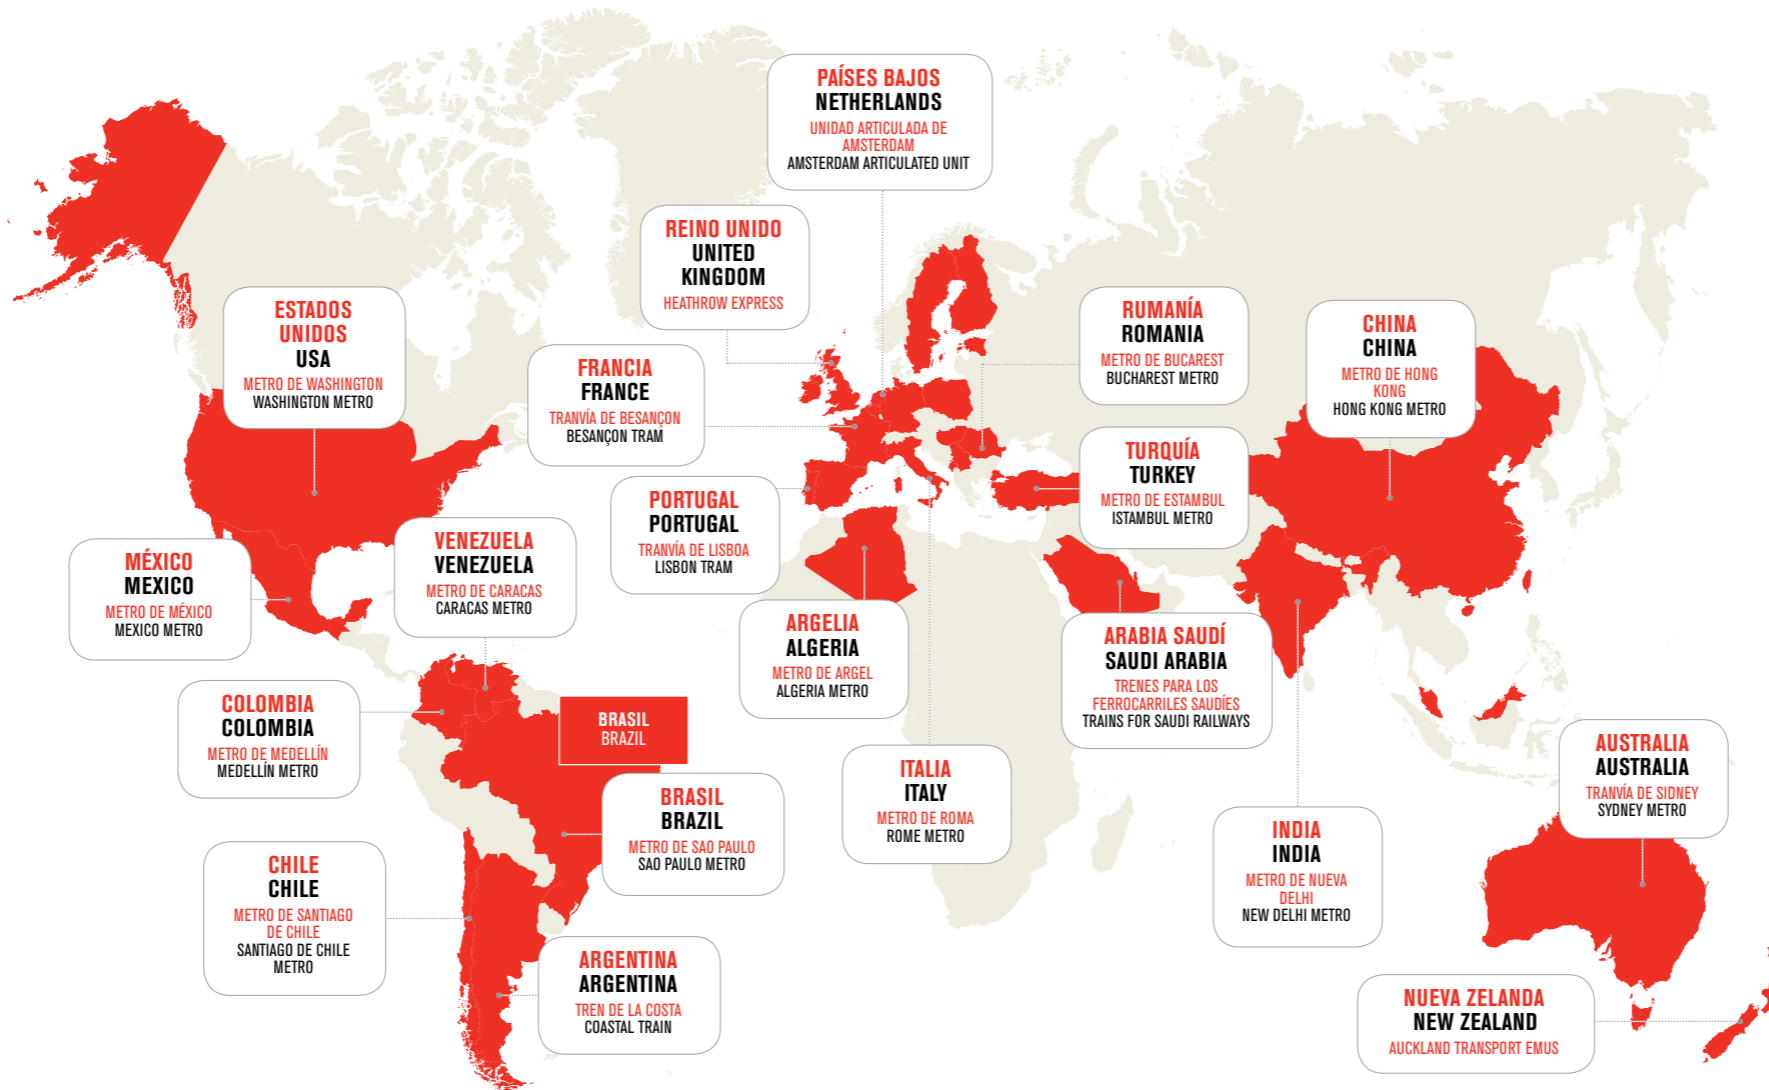 PAÍSES BAJOS
NETHERLANDS
UNIDAD ARTICULADA DE
AMSTERDAM
AMSTERDAM ARTICULATED UNIT
REINO UNIDO
UNITED
KINGDOM
HEATHROW EXPRESS
ESTADOS
UNIDOS
USA
METRO DE WASHINGTON
WASHINGTON METRO
FRANCIA
FRANCE
TRANVÍA DE BESANÇON
BESANÇON TRAM
RUMANÍA
ROMANIA
METRO DE BUCAREST
BUCHAREST METRO
CHINA
CHINA
METRO DE HONG
KONG
HONG KONG METRO
TURQUÍA
TURKEY
METRO DE ESTAMBUL
ISTAMBUL METRO
PORTUGAL
PORTUGAL
TRANVÍA DE LISBOA
LISBON TRAM
VENEZUELA
VENEZUELA
METRO DE CARACAS
CARACAS METRO
MÉXICO
MEXICO
METRO DE MÉXICO
MEXICO METRO
ARGELIA
ALGERIA
METRO DE ARGEL
ALGERIA METRO
ARABIA SAUDÍ
SAUDI ARABIA
TRENES PARA LOS
FERROCARRILES SAUDÍES
TRAINS FOR SAUDI RAILWAYS
COLOMBIA
COLOMBIA
METRO DE MEDELLÍN
MEDELLÍN METRO
BRASIL
BRAZIL
BRASIL
BRAZIL
METRO DE SAO PAULO
SAO PAULO METRO
ITALIA
ITALY
METRO DE ROMA
ROME METRO
AUSTRALIA
AUSTRALIA
TRANVÍA DE SIDNEY
SYDNEY METRO
INDIA
INDIA
METRO DE NUEVA
DELHI
NEW DELHI METRO
CHILE
CHILE
METRO DE SANTIAGO
DE CHILE
SANTIAGO DE CHILE
METRO
ARGENTINA
ARGENTINA
TREN DE LA COSTA
COASTAL TRAIN
NUEVA ZELANDA
NEW ZEALAND
AUCKLAND TRANSPORT EMUS